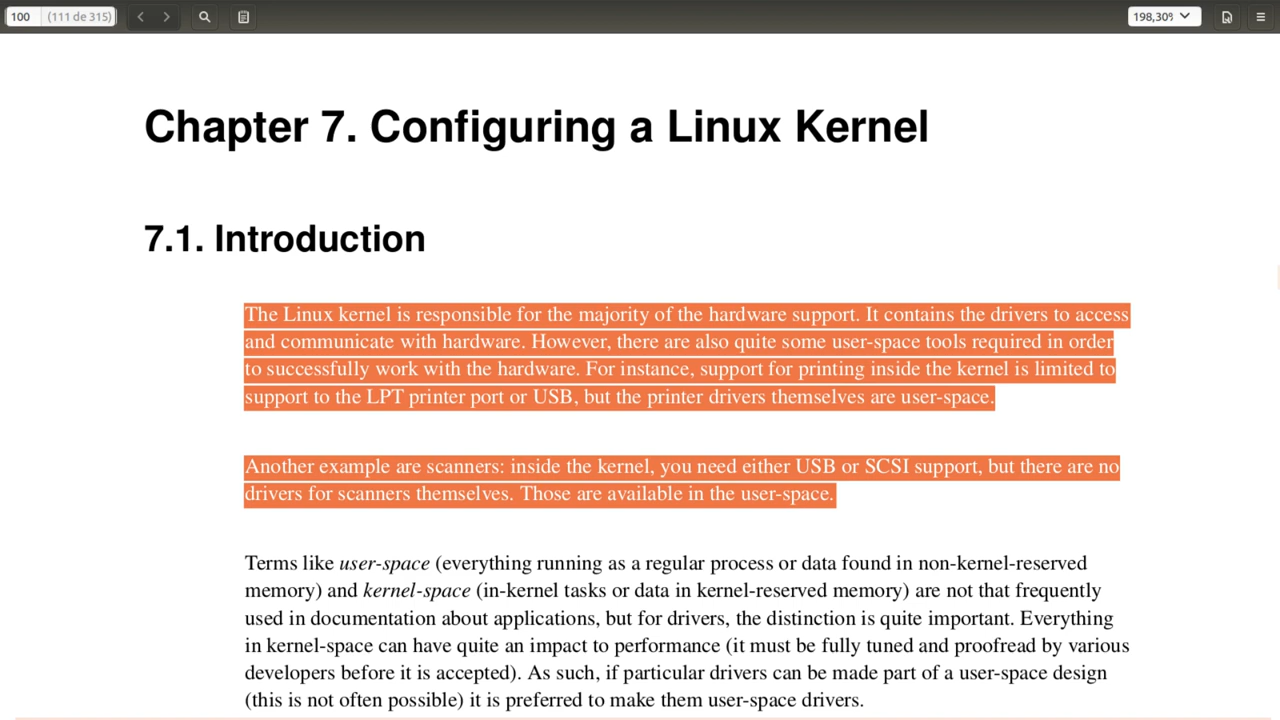 100 (111 de 315) 198,30%
Chapter 7. Configuring a Linux Kernel
7.1. Introduction
The Linux kernel is responsible for the majority of the hardware support. It contains the drivers to access
and communicate with hardware. However, there are also quite some user-space tools required in order
to successfully work with the hardware. For instance, support for printing inside the kernel is limited to
support to the LPT printer port or USB, but the printer drivers themselves are user-space.
Another example are scanners: inside the kernel, you need either USB or SCSI support, but there are no
drivers for scanners themselves. Those are available in the user-space.
Terms like user-space (everything running as a regular process or data found in non-kernel-reserved
memory) and kernel-space (in-kernel tasks or data in kernel-reserved memory) are not that frequently
used in documentation about applications, but for drivers, the distinction is quite important. Everything
in kernel-space can have quite an impact to performance (it must be fully tuned and proofread by various
developers before it is accepted). As such, if particular drivers can be made part of a user-space design
(this is not often possible) it is preferred to make them user-space drivers.